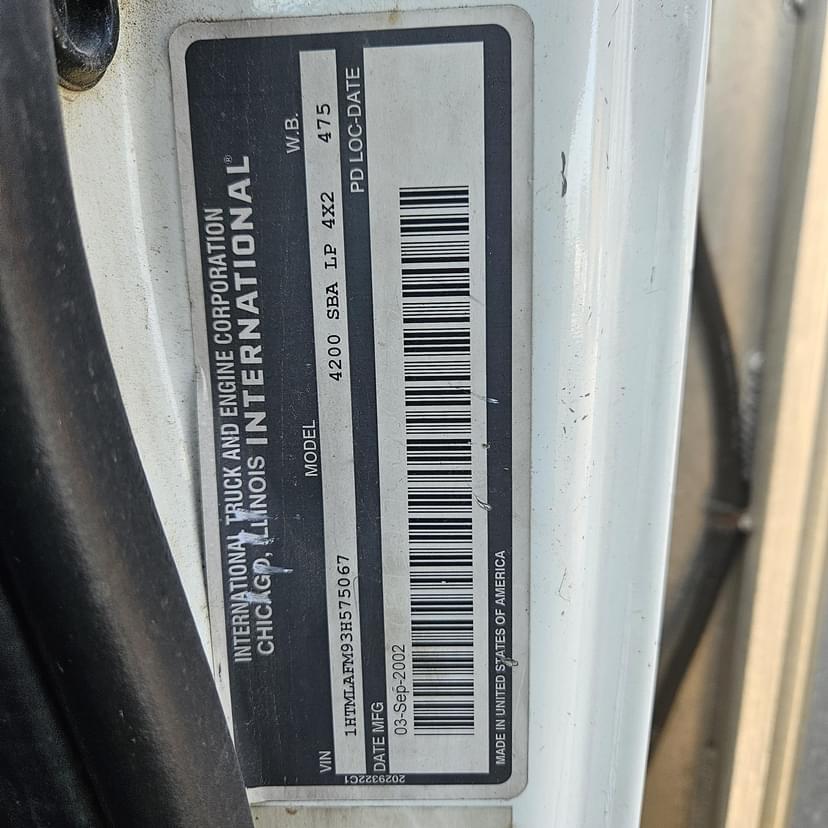 INTERNATIONAL TRUCK AND ENGINE CORPORATION
CHICAGO, ILLINOIS INTERNATIONAL®
VIN MODEL W.B.
1HTMLAFM93H575067 4200 SBA LP 4X2 475
DATE MFG PD LOC-DATE
03-Sep-2002
MADE IN UNITED STATES OF AMERICA
2029322C1